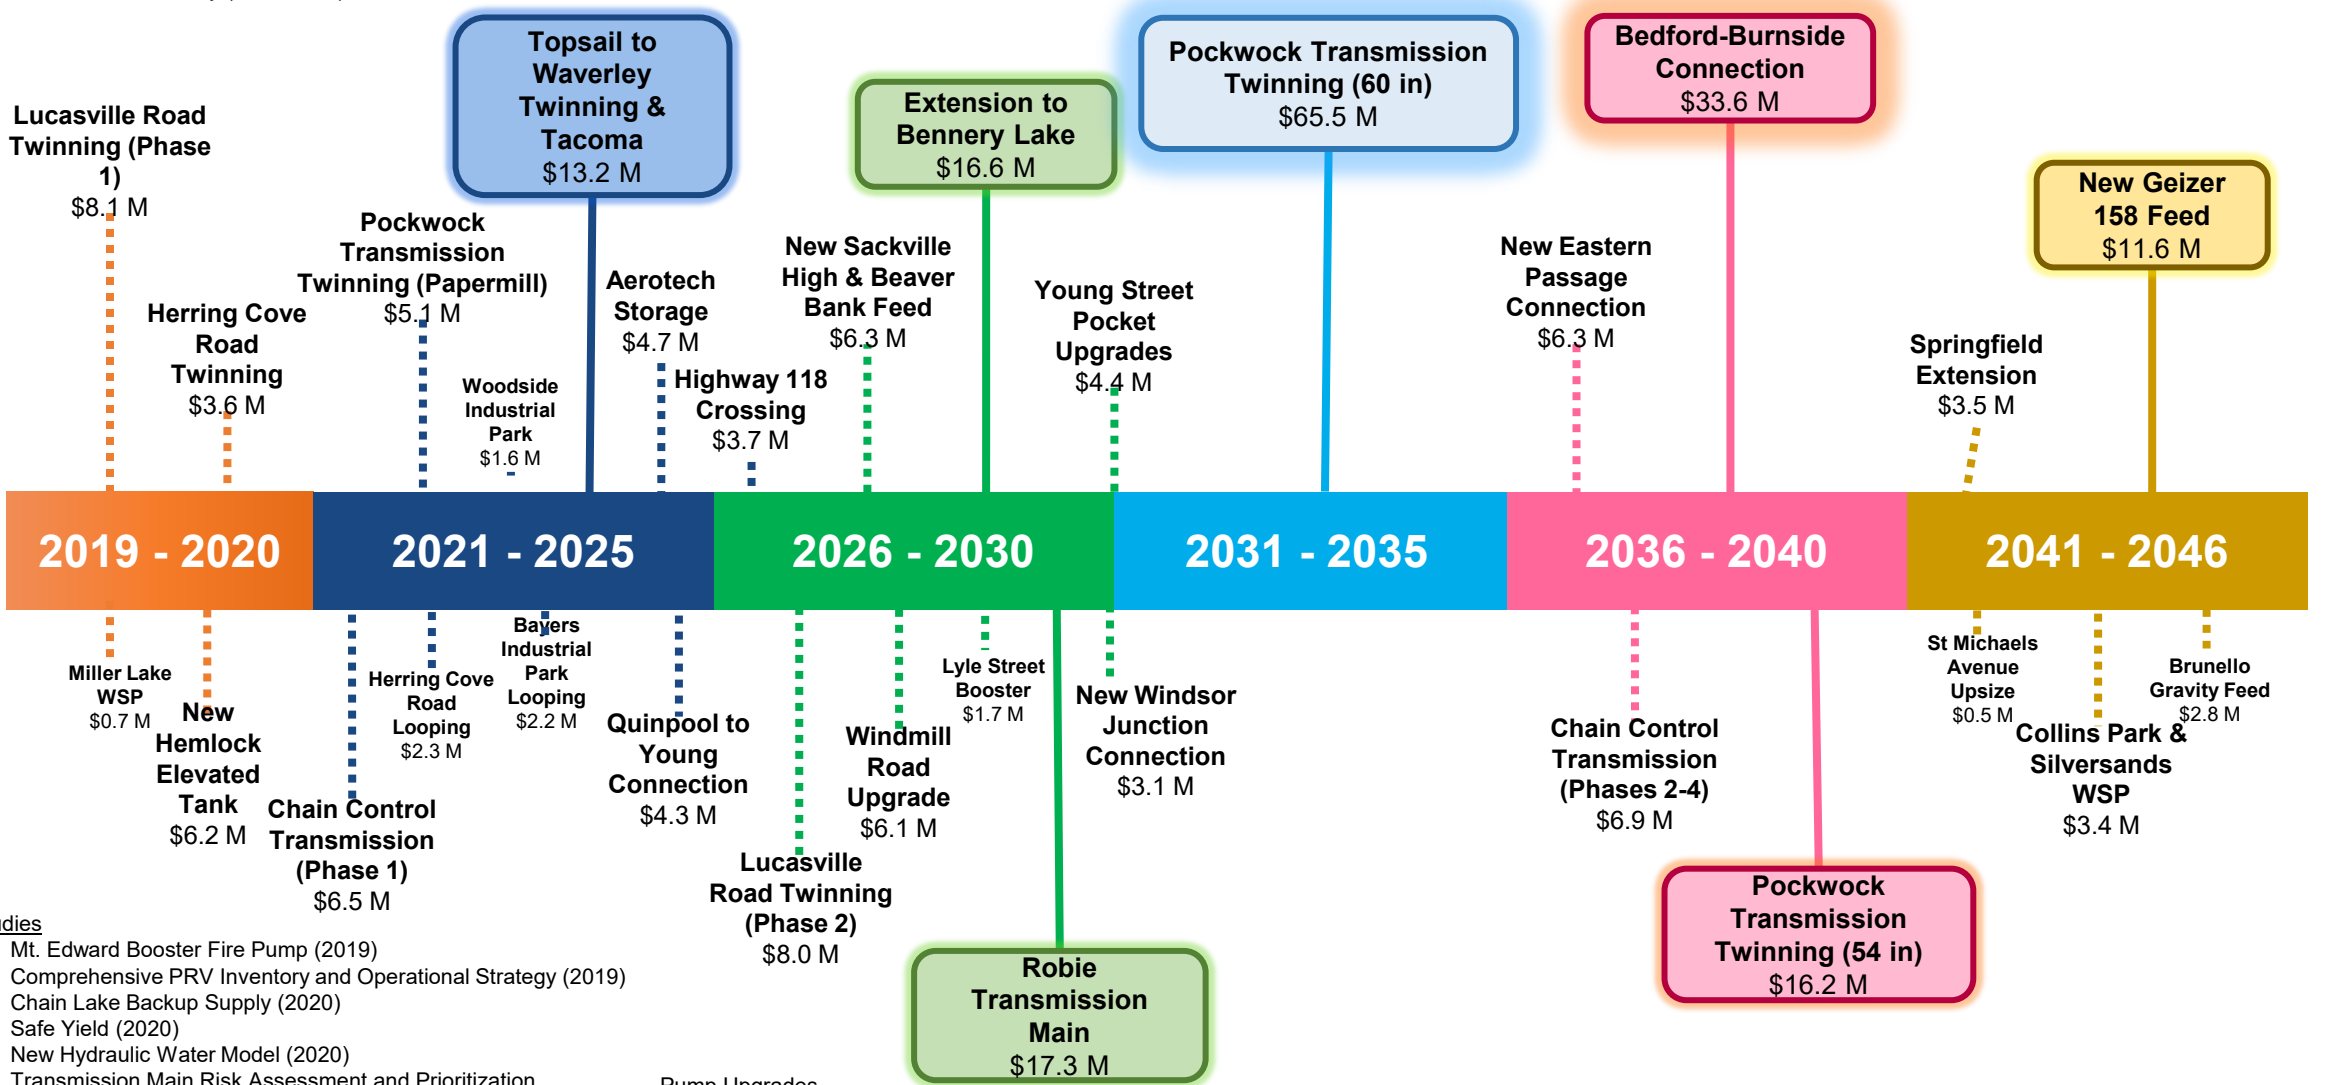 Topsail to
Waverley
Twinning &
Tacoma
$13.2 M
Pockwock Transmission
Twinning (60 in)
$65.5 M
Bedford-Burnside
Connection
$33.6 M
Extension to
Bennery Lake
$16.6 M
Lucasville Road
Twinning (Phase
1)
$8.1 M
New Geizer
158 Feed
$11.6 M
Pockwock
Transmission
Twinning (Papermill)
$5.1 M
New Sackville
High & Beaver
Bank Feed
$6.3 M
New Eastern
Passage
Connection
$6.3 M
Aerotech
Storage
$4.7 M
Young Street
Pocket
Upgrades
$4.4 M
Herring Cove
Road
Twinning
$3.6 M
Springfield
Extension
$3.5 M
Woodside
Industrial
Park
$1.6 M
Highway 118
Crossing
$3.7 M
2019 - 2020
2021 - 2025
2026 - 2030
2031 - 2035
2036 - 2040
2041 - 2046
Miller Lake
WSP
$0.7 M
New
Hemlock
Elevated
Tank
$6.2 M
Chain Control
Transmission
(Phase 1)
$6.5 M
Herring Cove
Road
Looping
$2.3 M
Bayers
Industrial
Park
Looping
$2.2 M
Quinpool to
Young
Connection
$4.3 M
Lucasville
Road Twinning
(Phase 2)
$8.0 M
Windmill
Road
Upgrade
$6.1 M
Lyle Street
Booster
$1.7 M
Robie
Transmission
Main
$17.3 M
New Windsor
Junction
Connection
$3.1 M
Chain Control
Transmission
(Phases 2-4)
$6.9 M
Pockwock
Transmission
Twinning (54 in)
$16.2 M
St Michaels
Avenue
Upsize
$0.5 M
Collins Park &
Silversands
WSP
$3.4 M
Brunello
Gravity Feed
$2.8 M
Mt. Edward Booster Fire Pump (2019)
Comprehensive PRV Inventory and Operational Strategy (2019)
Chain Lake Backup Supply (2020)
Safe Yield (2020)
New Hydraulic Water Model (2020)
Transmission Main Risk Assessment and Prioritization
Pump Upgrades